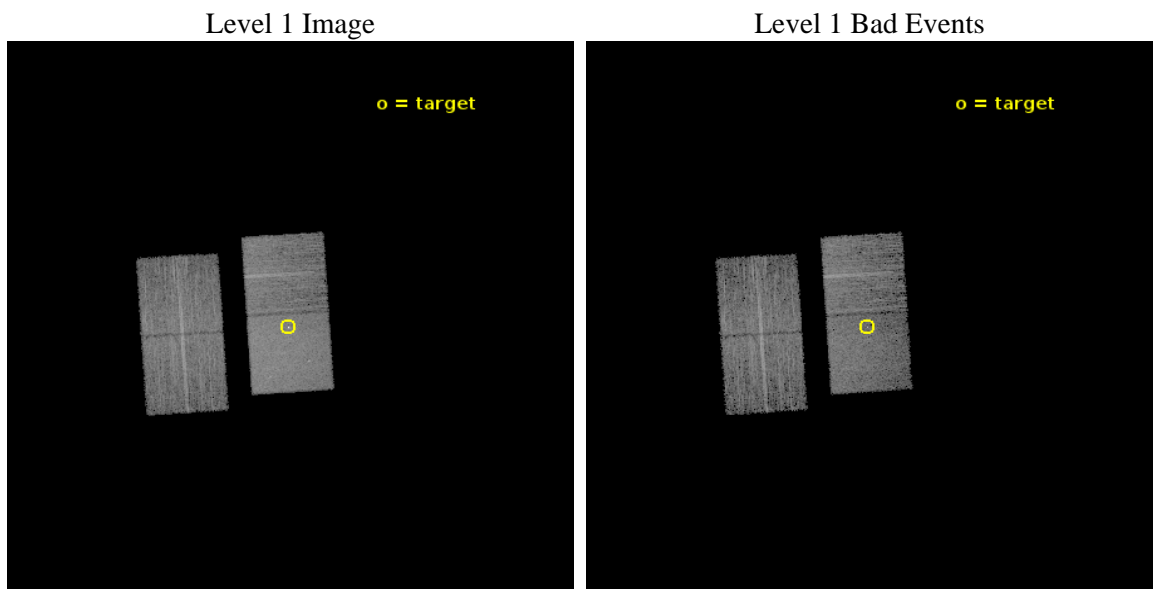 Level 1 Image
Level 1 Bad Events
o = target
o = target